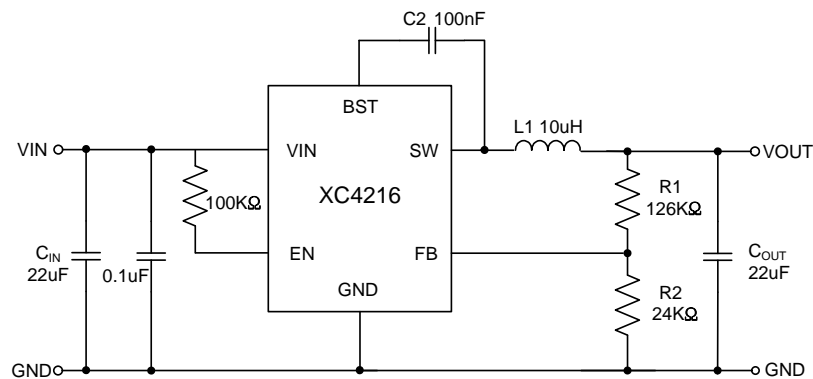 C2 100nF
BST
L1 10uH
VIN
VIN
SW
VOUT
R1
126KΩ
100KΩ
XC4216
CIN
22uF
0.1uF
EN
FB
COUT
22uF
GND
R2
24KΩ
GND
GND